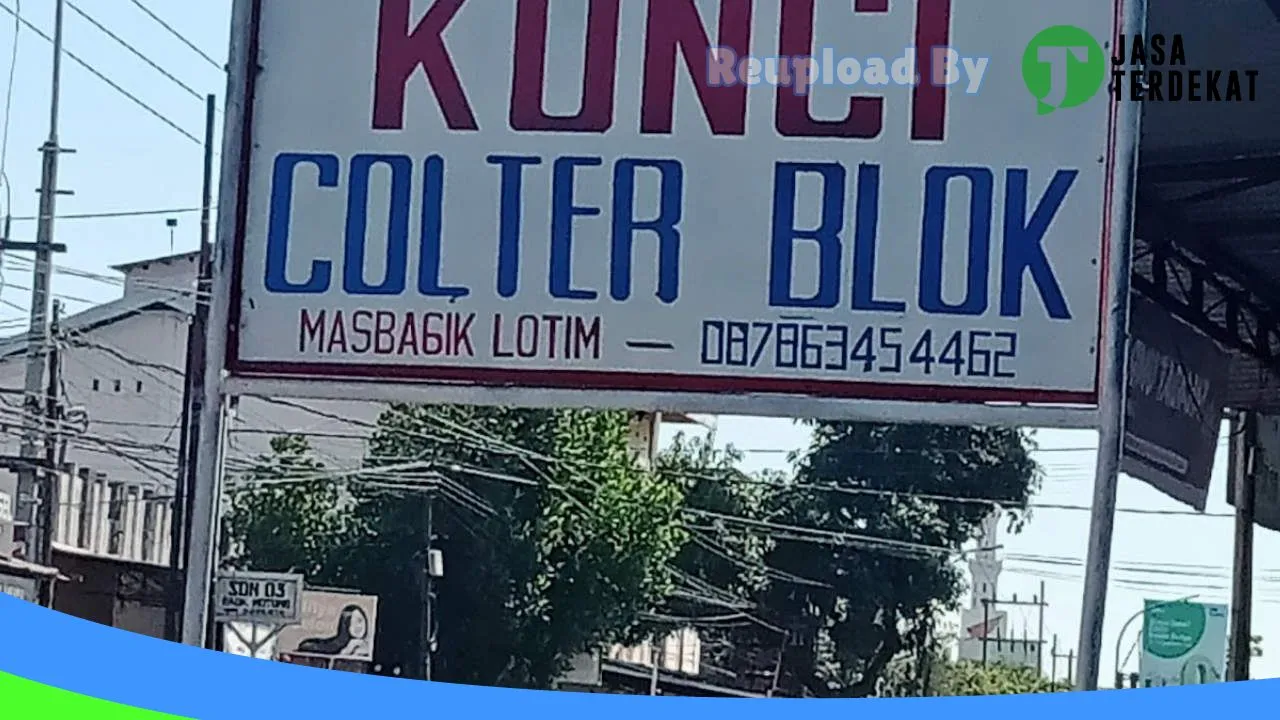 KUNCI
Reupload By
JASA
TERDEKAT
COLTER BLOK
MASBAGIK LOTIM — 087863454462
SDN 03